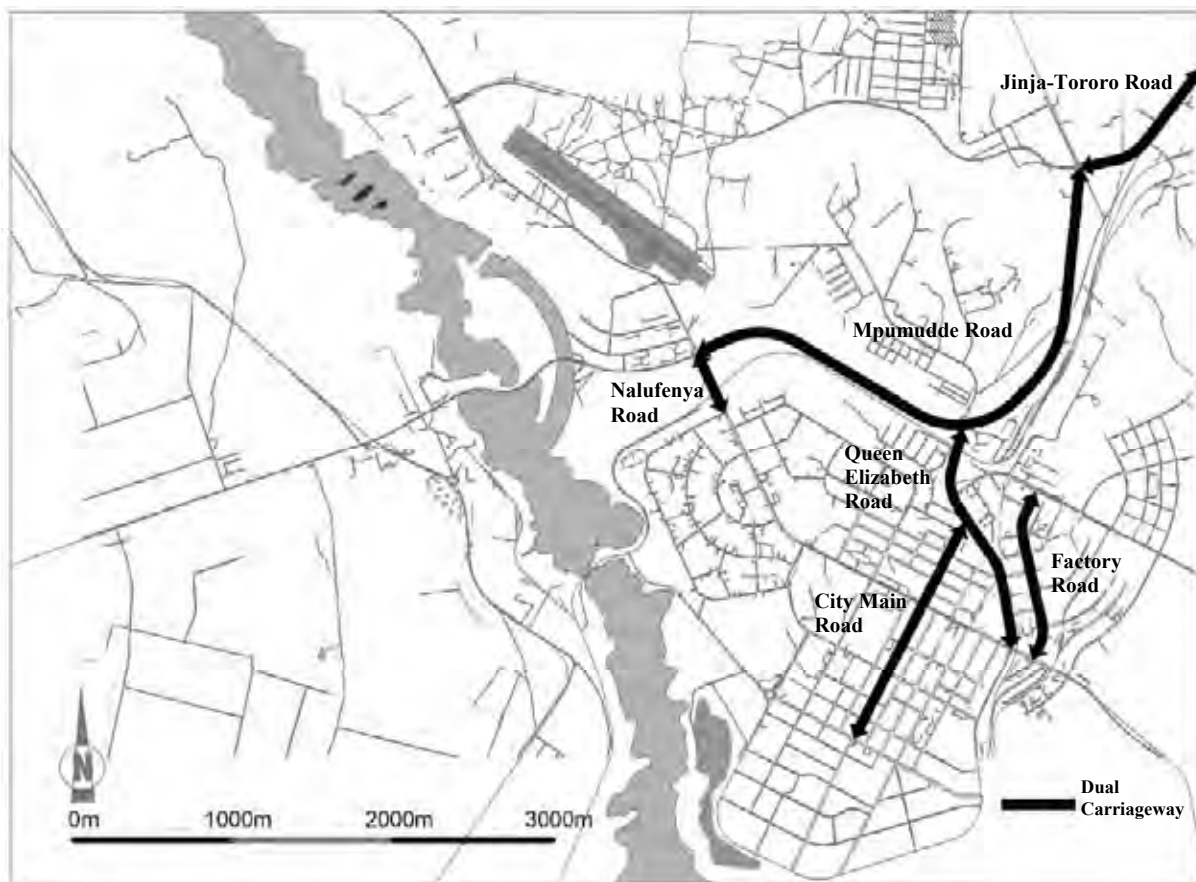 Jinja-Tororo Road
Mpumudde Road
Nalufenya
Road
Queen
Elizabeth
Road
Factory
Road
City Main
Road
N
0m 1000m 2000m 3000m
Dual
Carriageway